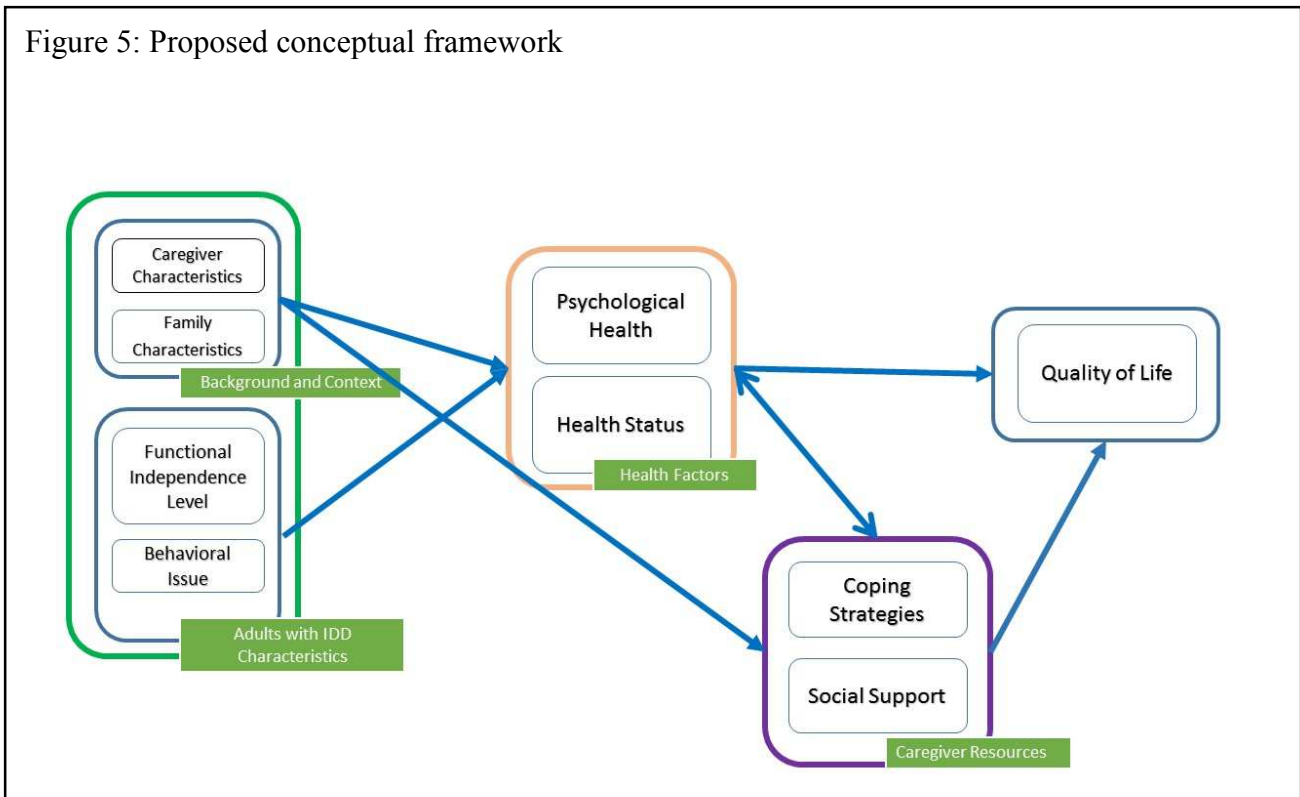 Figure 5: Proposed conceptual framework
Caregiver
Characteristics
Family
Characteristics
Background and Context
Functional
Independence
Level
Behavioral
Issue
Adults with IDD
Characteristics
Psychological
Health
Health Status
Health Factors
Coping
Strategies
Social Support
Caregiver Resources
Quality of Life